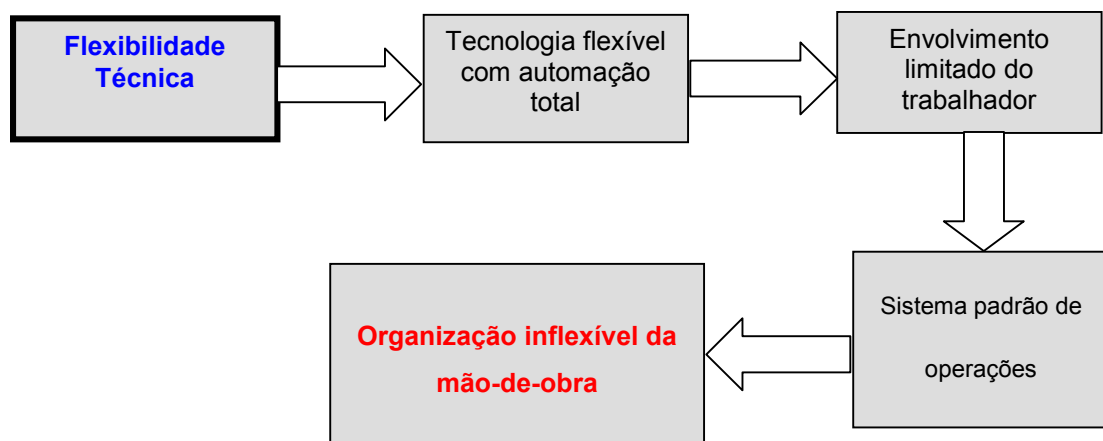 Flexibilidade
Técnica
Tecnologia flexível
com automação
total
Envolvimento
limitado do
trabalhador
Sistema padrão de
operações
Organização inflexível da
mão-de-obra